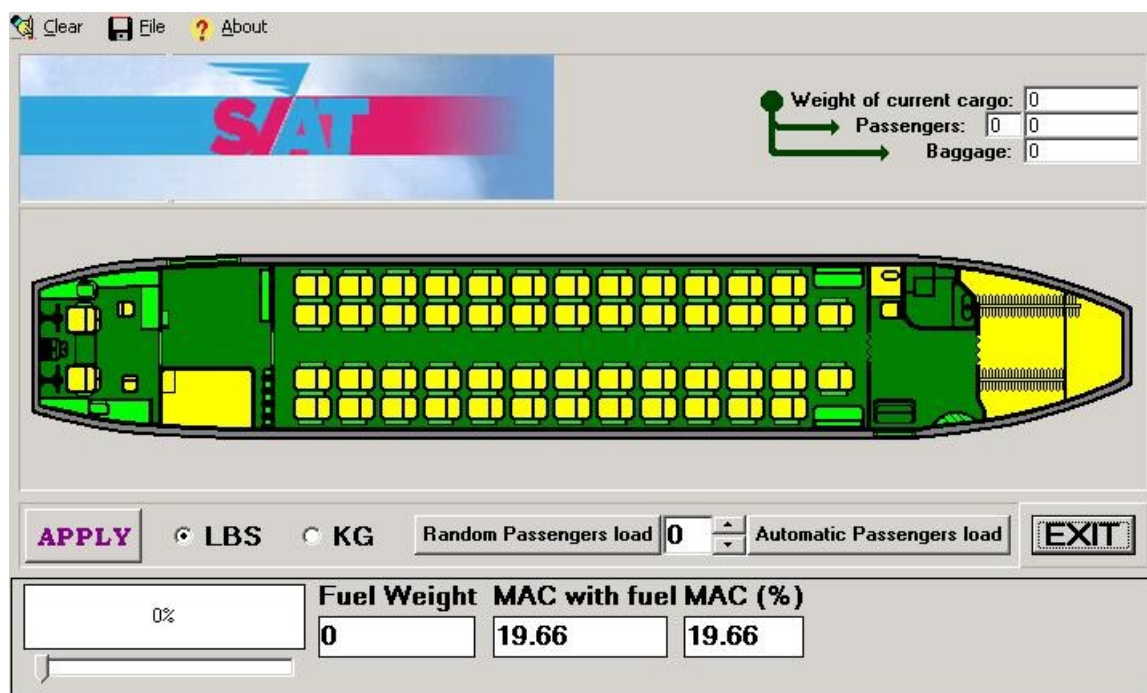 Clear File About
S/AT
Weight of current cargo: 0
Passengers: 0 0
Baggage: 0
APPLY LBS KG Random Passengers load 0 Automatic Passengers load EXIT
Fuel Weight MAC with fuel MAC (%)
0% 0 19.66 19.66